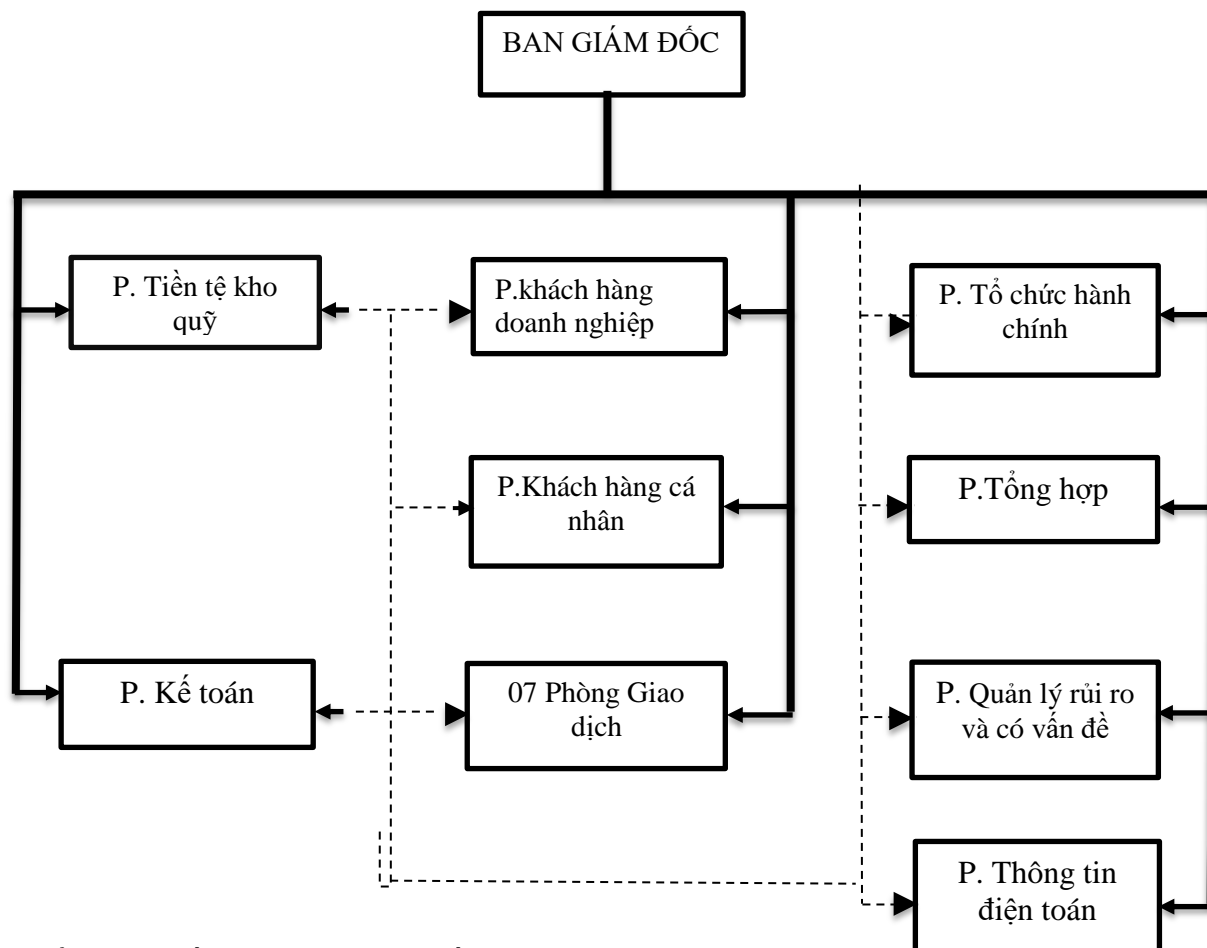 BAN GIÁM ĐỐC
P. Tiền tệ kho
quỹ
P.khách hàng
doanh nghiệp
P. Tổ chức hành
chính
P.Khách hàng cá
nhân
P.Tổng hợp
P. Kế toán
07 Phòng Giao
dịch
P. Quản lý rủi ro
và có vấn đề
P. Thông tin
điện toán